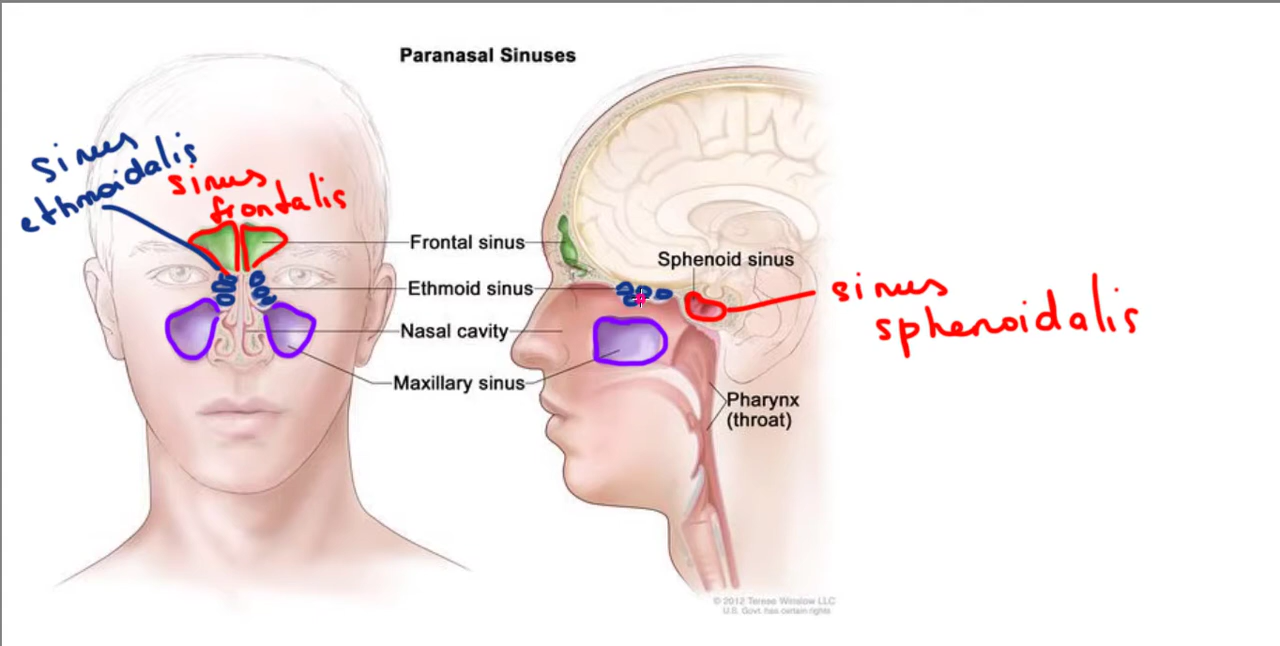 Paranasal Sinuses
sinus
ethmoidalis
sinus
frontalis
Frontal sinus
Ethmoid sinus
Nasal cavity
Maxillary sinus
Sphenoid sinus
sinus
sphenoidalis
Pharynx
(throat)
© 2012 Terese Winslow LLC
U.S. Govt. has certain rights